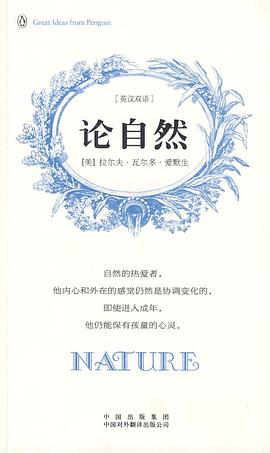 Great Ideas from Penguin
[英汉双语]
论自然
[美]拉尔夫·瓦尔多·爱默生
自然的热爱者，
他内心和外在的感觉仍然是协调变化的，
即使进入成年，
他仍能保有孩童的心灵。
NATURE
中国出版集团
中国对外翻译出版公司